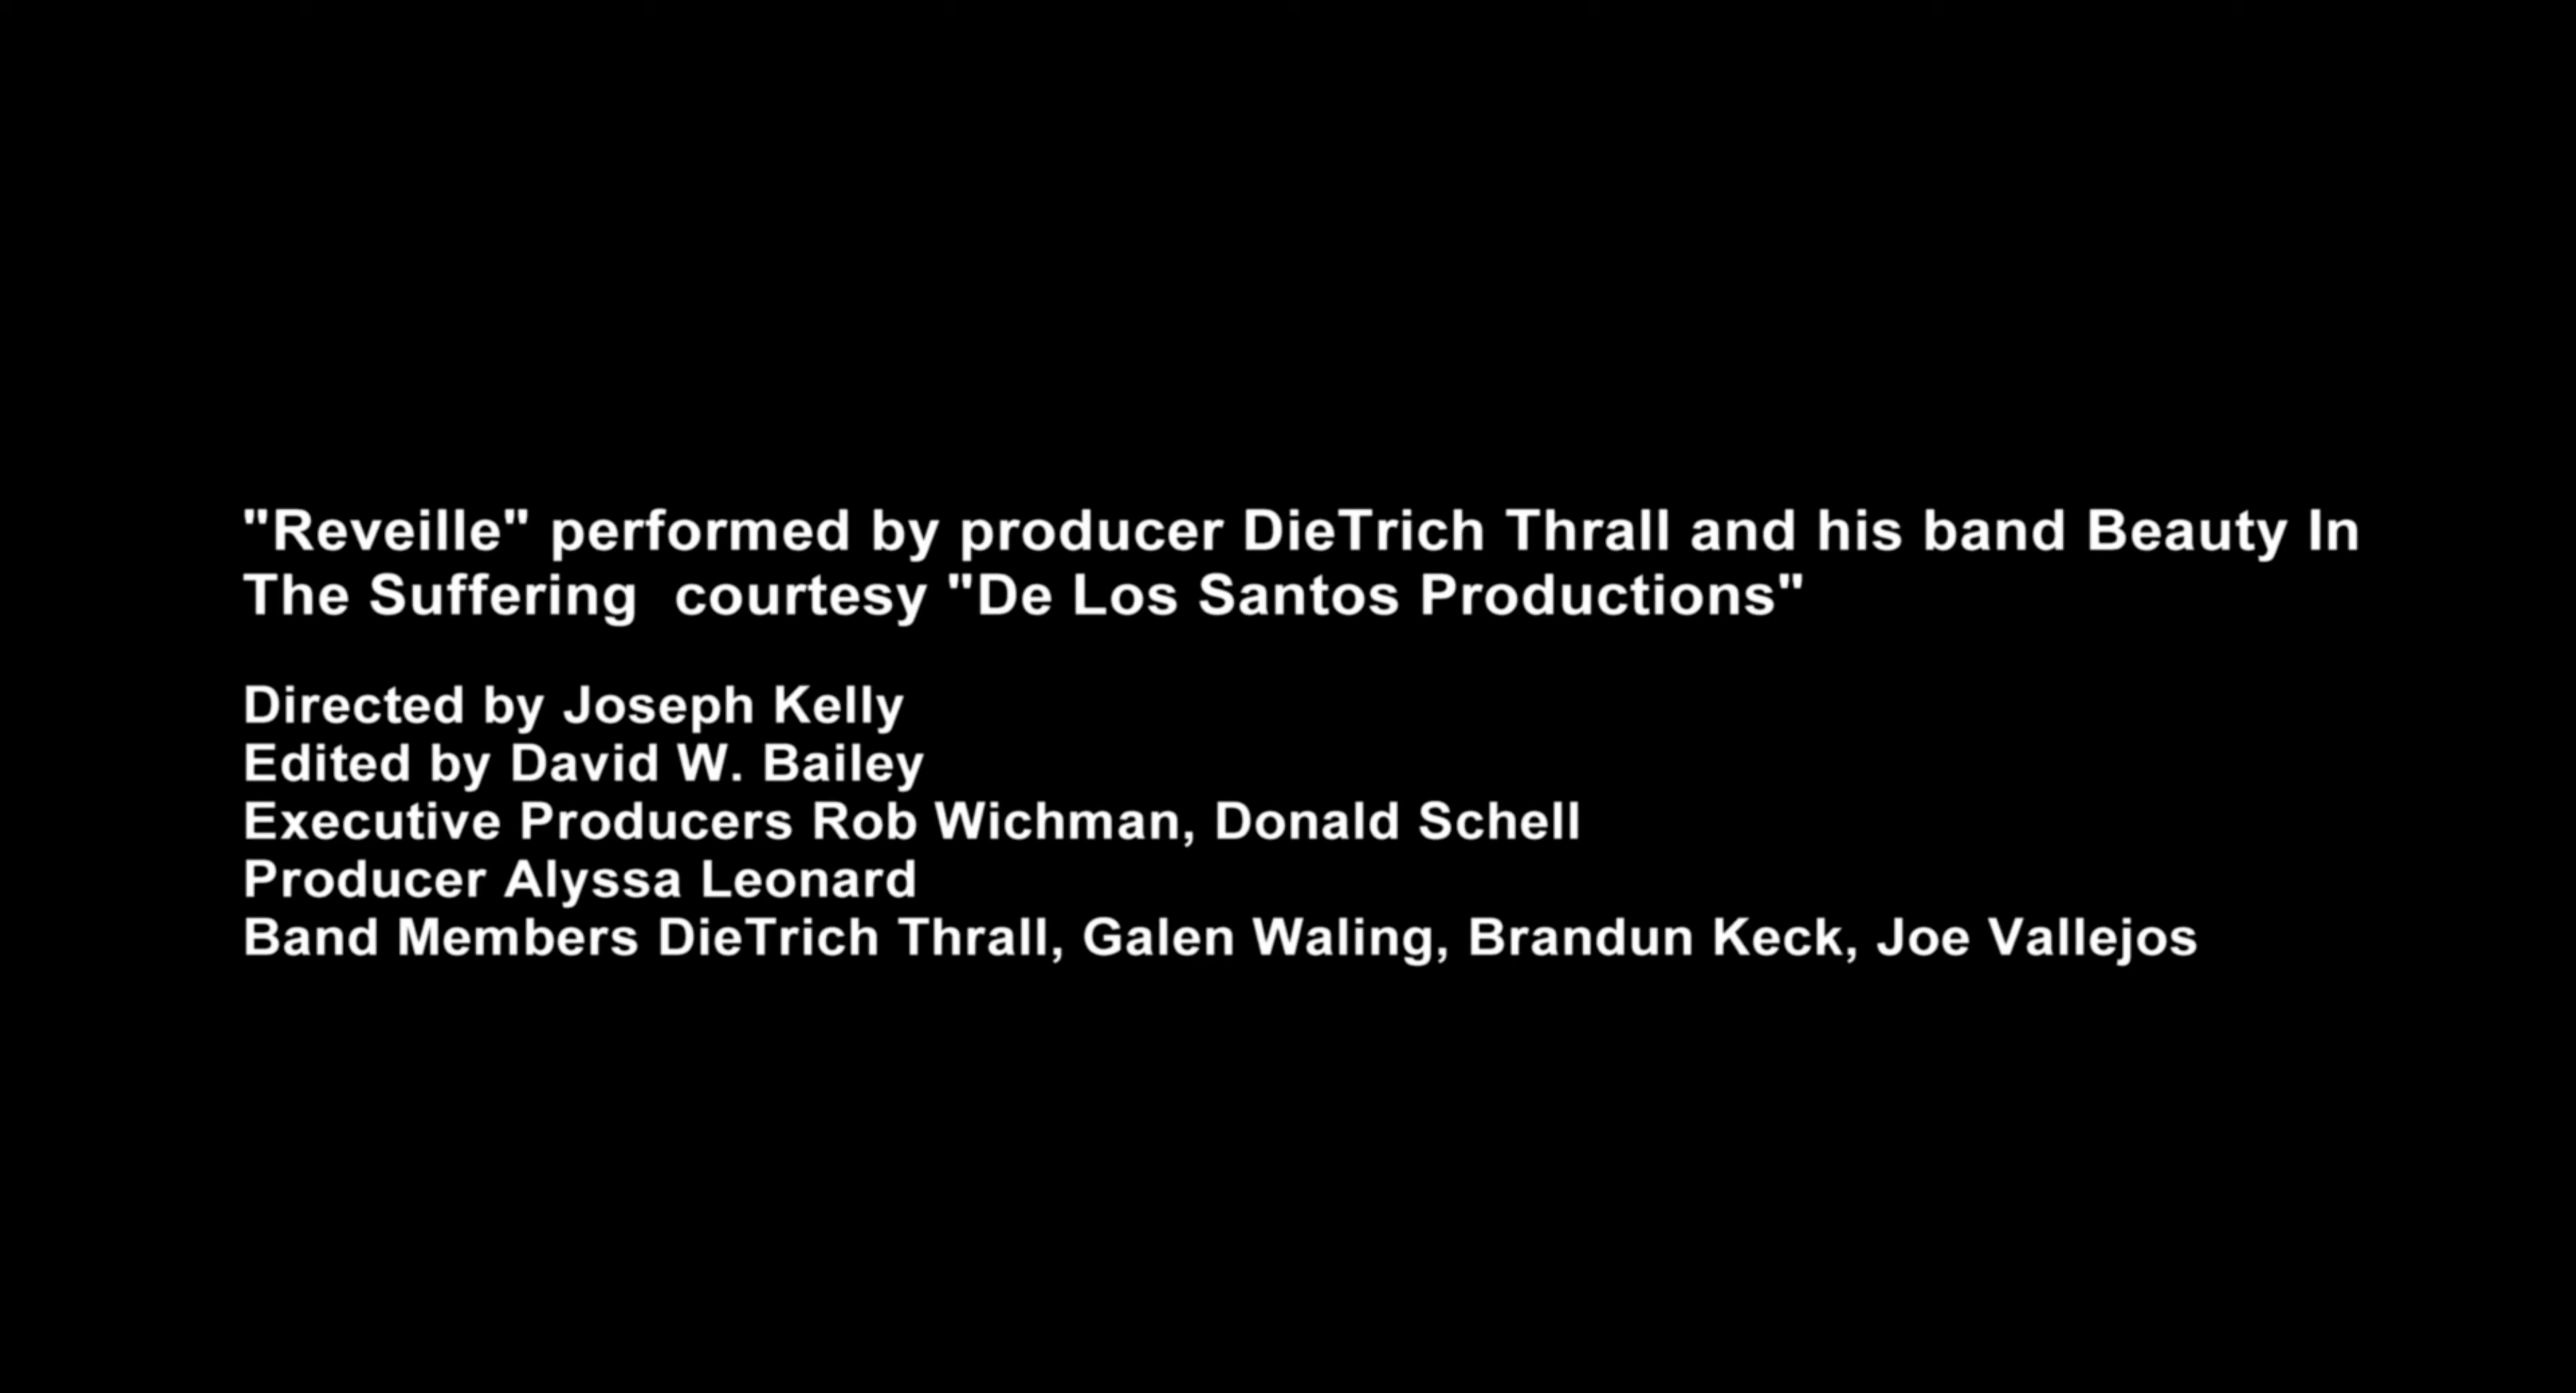 "Reveille" performed by producer DieTrich Thrall and his band Beauty In
The Suffering  courtesy "De Los Santos Productions"
Directed by Joseph Kelly
Edited by David W. Bailey
Executive Producers Rob Wichman, Donald Schell
Producer Alyssa Leonard
Band Members DieTrich Thrall, Galen Waling, Brandun Keck, Joe Vallejos